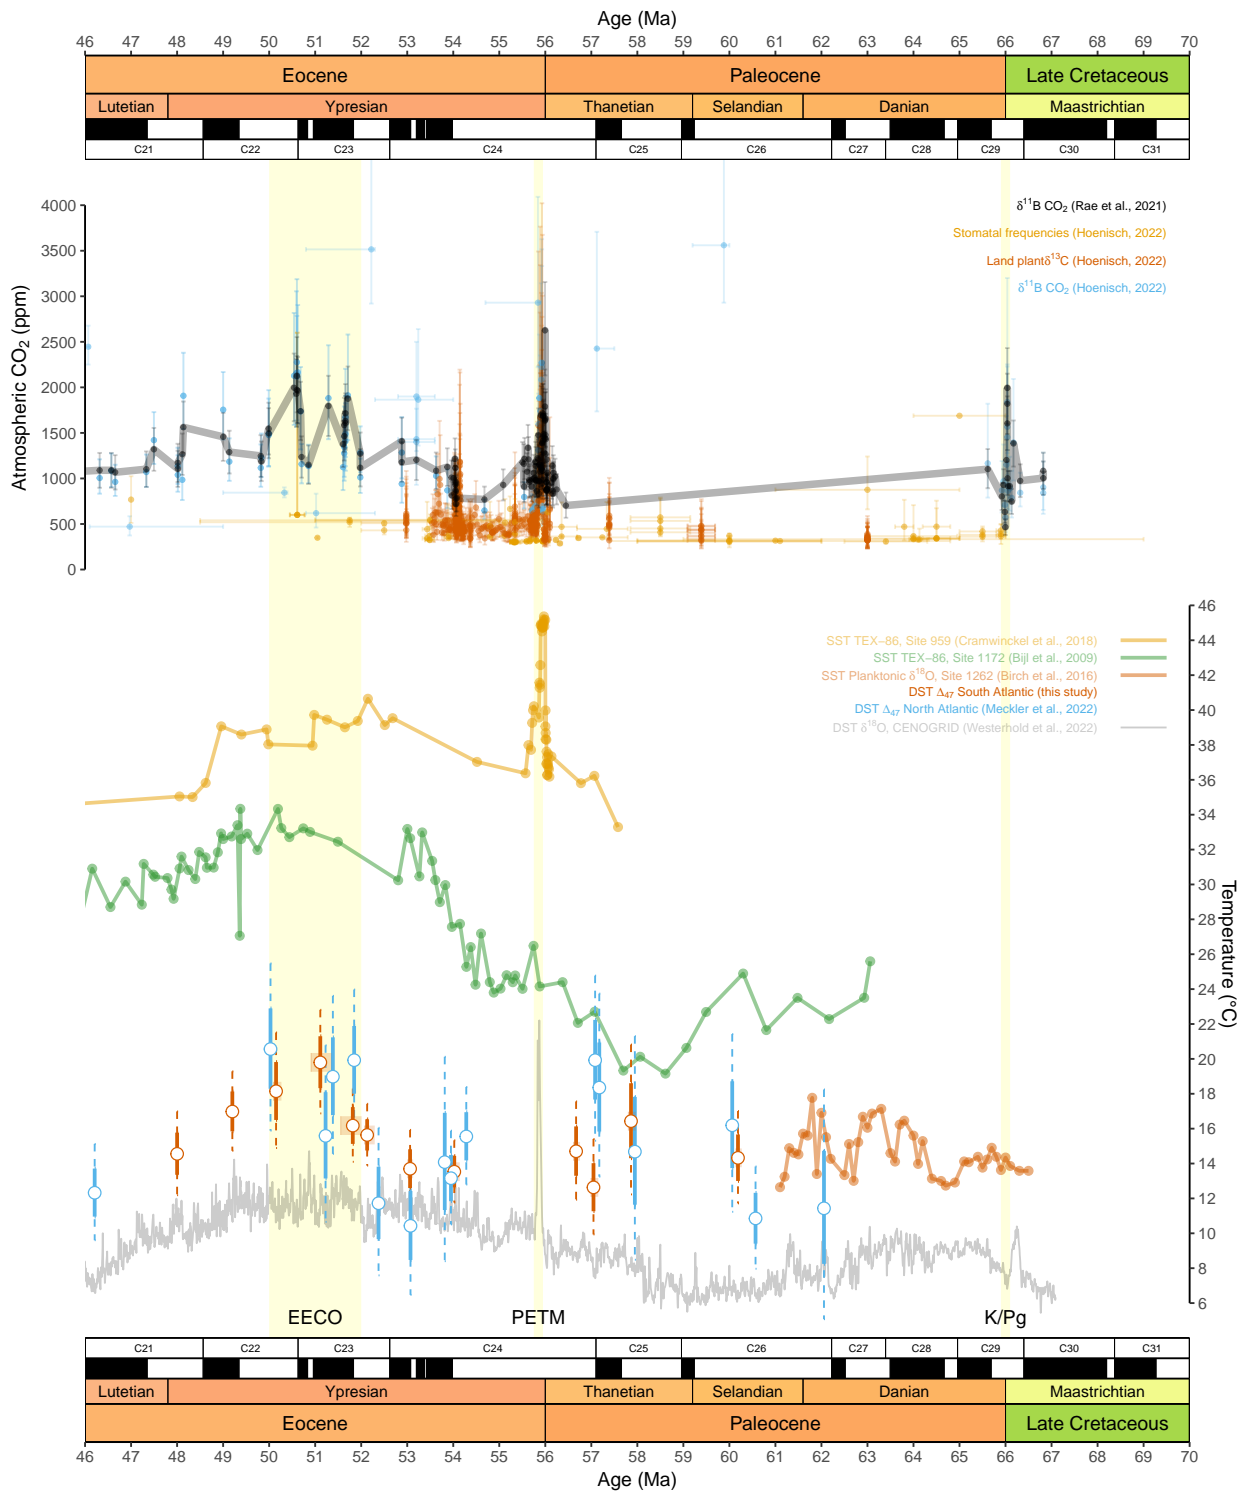 Age (Ma)
46 47 48 49 50 51 52 53 54 55 56 57 58 59 60 61 62 63 64 65 66 67 68 69 70
Eocene Paleocene Late Cretaceous
Lutetian Ypresian Thanetian Selandian Danian Maastrichtian
C21 C22 C23 C24 C25 C26 C27 C28 C29 C30 C31
Atmospheric CO₂ (ppm)
4000
3500
3000
2500
2000
1500
1000
500
0
δ¹¹B CO₂ (Rae et al., 2021)
Stomatal frequencies (Hoenisch, 2022)
Land plantδ¹³C (Hoenisch, 2022)
δ¹¹B CO₂ (Hoenisch, 2022)
SST TEX−86, Site 959 (Cramwinckel et al., 2018)
SST TEX−86, Site 1172 (Bijl et al., 2009)
SST Planktonic δ¹⁸O, Site 1262 (Birch et al., 2016)
DST Δ₄₇ South Atlantic (this study)
DST Δ₄₇ North Atlantic (Meckler et al., 2022)
DST δ¹⁸O, CENOGRID (Westerhold et al., 2022)
46
44
42
40
38
36
34
32
30
28
26
24
22
20
18
16
14
12
10
8
6
Temperature (°C)
EECO PETM K/Pg
C21 C22 C23 C24 C25 C26 C27 C28 C29 C30 C31
Lutetian Ypresian Thanetian Selandian Danian Maastrichtian
Eocene Paleocene Late Cretaceous
46 47 48 49 50 51 52 53 54 55 56 57 58 59 60 61 62 63 64 65 66 67 68 69 70
Age (Ma)